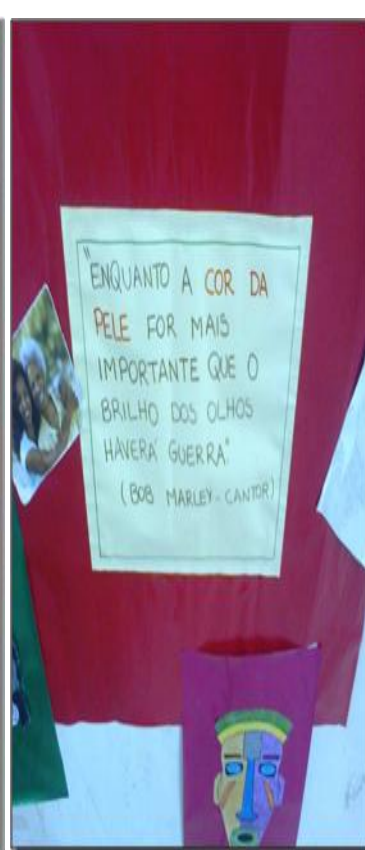 "ENQUANTO A COR DA
PELE FOR MAIS
IMPORTANTE QUE O
BRILHO DOS OLHOS
HAVERÁ GUERRA"
(BOB MARLEY-CANTOR)